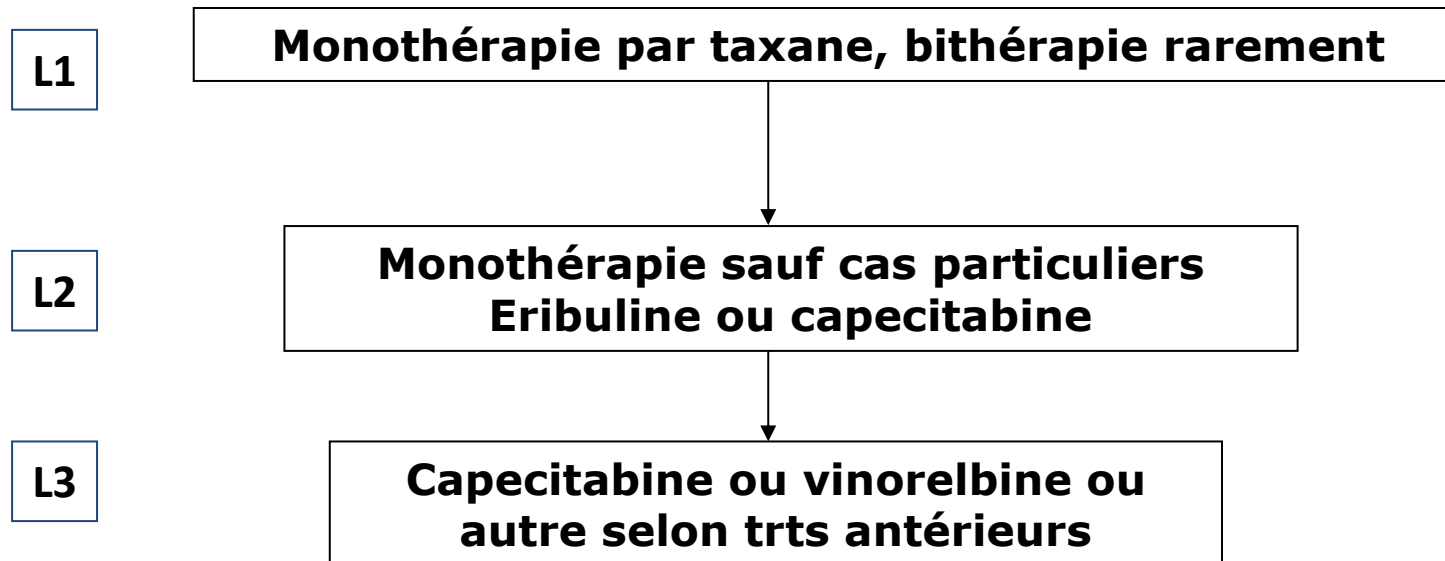 L1
Monothérapie par taxane, bithérapie rarement
L2
Monothérapie sauf cas particuliers
Eribuline ou capecitabine
L3
Capecitabine ou vinorelbine ou
autre selon trts antérieurs